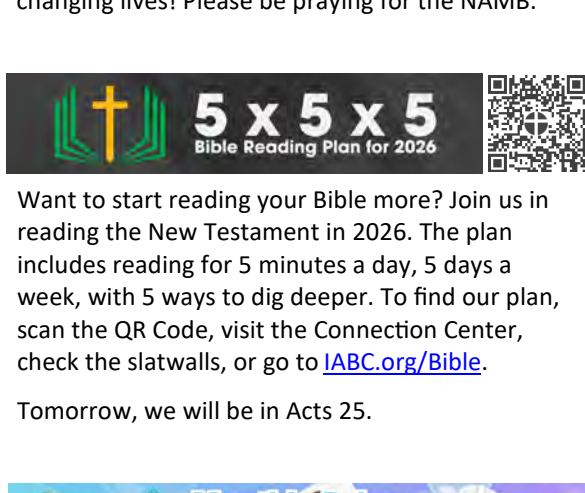 changing lives! Please be praying for the NAMB.
5 x 5 x 5
Bible Reading Plan for 2026
Want to start reading your Bible more? Join us in
reading the New Testament in 2026. The plan
includes reading for 5 minutes a day, 5 days a
week, with 5 ways to dig deeper. To find our plan,
scan the QR Code, visit the Connection Center,
check the slatwalls, or go to IABC.org/Bible.
Tomorrow, we will be in Acts 25.